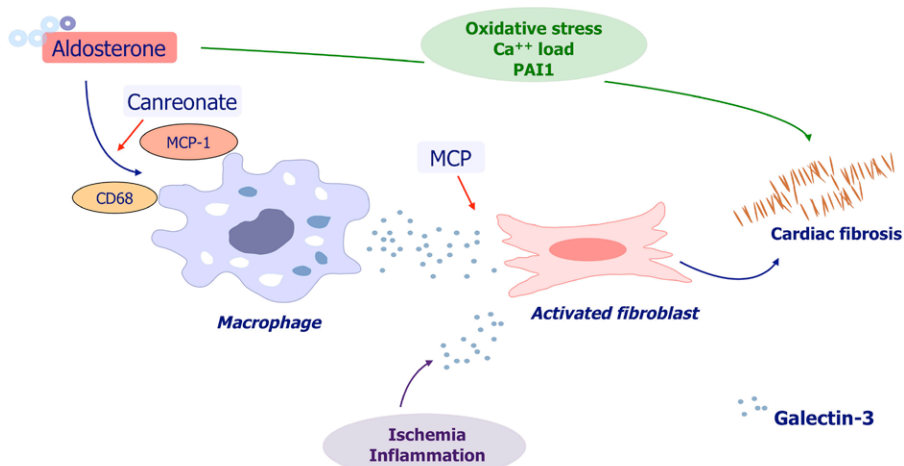 Oxidative stress
Ca⁺⁺ load
PAI1
Aldosterone
Canreonate
MCP-1
MCP
CD68
Cardiac fibrosis
Macrophage
Activated fibroblast
Galectin-3
Ischemia
Inflammation